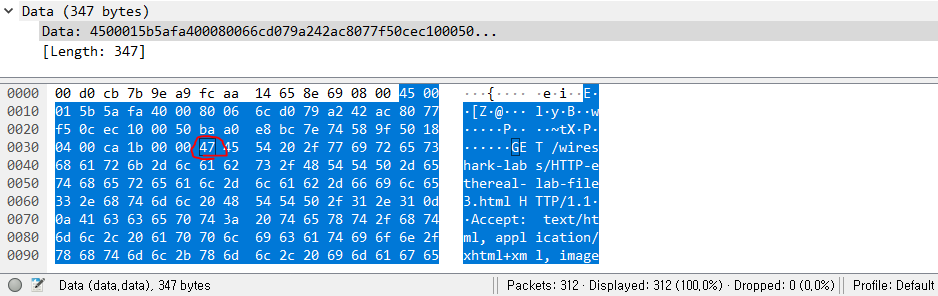 Data (347 bytes)
Data: 4500015b5afa400080066cd079a242ac8077f50cec100050...
[Length: 347]
0000 00 d0 cb 7b 9e a9 fc aa 14 65 8e 69 08 00 45 00 ···{···· ·e·i··E·
0010 01 5b 5a fa 40 00 80 06 6c d0 79 a2 42 ac 80 77 ·[Z·@··· l·y·B··w
0020 f5 0c ec 10 00 50 ba a0 e8 bc 7e 74 58 9f 50 18 ·····P·· ··~tX·P·
0030 04 00 ca 1b 00 00 47 45 54 20 2f 77 69 72 65 73 ······GE T /wires
0040 68 61 72 6b 2d 6c 61 62 73 2f 48 54 54 50 2d 65 hark-lab s/HTTP-e
0050 74 68 65 72 65 61 6c 2d 6c 61 62 2d 66 69 6c 65 thereal- lab-file
0060 33 2e 68 74 6d 6c 20 48 54 54 50 2f 31 2e 31 0d 3.html H TTP/1.1·
0070 0a 41 63 63 65 70 74 3a 20 74 65 78 74 2f 68 74 ·Accept: text/ht
0080 6d 6c 2c 20 61 70 70 6c 69 63 61 74 69 6f 6e 2f ml, appl ication/
0090 78 68 74 6d 6c 2b 78 6d 6c 2c 20 69 6d 61 67 65 xhtml+xm l, image
Data (data,data), 347 bytes
Packets: 312 · Displayed: 312 (100,0%) · Dropped: 0 (0,0%)
Profile: Default